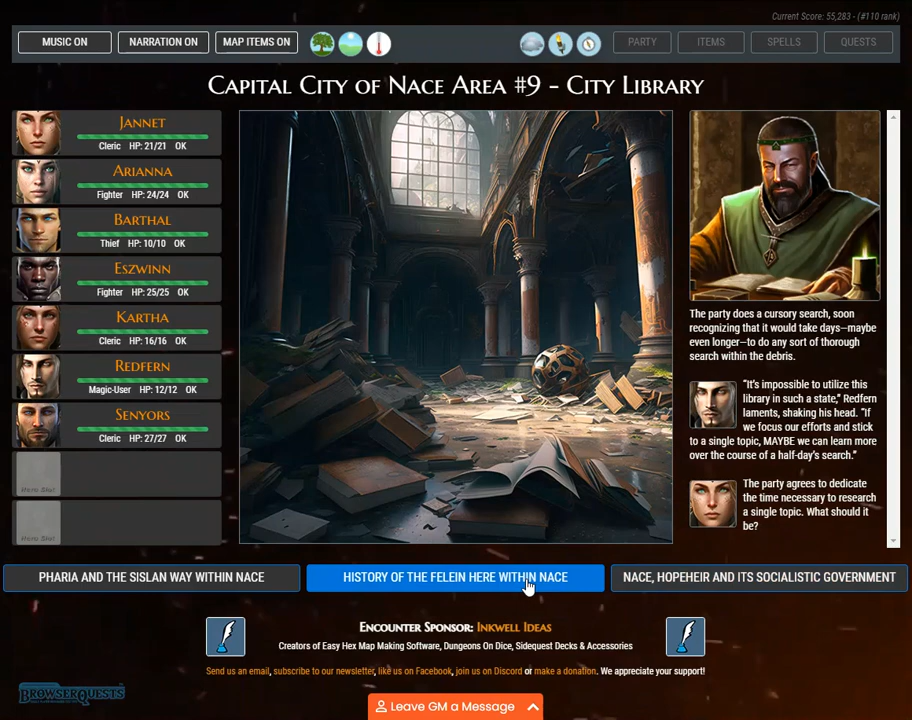 Current Score: 55,283 - (#110 rank)
MUSIC ON
NARRATION ON
MAP ITEMS ON
PARTY
ITEMS
SPELLS
QUESTS
Capital City of Nace Area #9 - City Library
Jannet
Cleric HP: 21/21 OK
Arianna
Fighter HP: 24/24 OK
Barthal
Thief HP: 10/10 OK
Eszwinn
Fighter HP: 25/25 OK
Kartha
Cleric HP: 16/16 OK
Redfern
Magic-User HP: 12/12 OK
Senyors
Cleric HP: 27/27 OK
Hero Slot
Hero Slot
The party does a cursory search, soon
recognizing that it would take days—maybe
even longer—to do any sort of thorough
search within the debris.
“It’s impossible to utilize this
library in such a state,” Redfern
laments, shaking his head. “If
we focus our efforts and stick
to a single topic, MAYBE we can learn more
over the course of a half-day’s search.”
The party agrees to dedicate
the time necessary to research
a single topic. What should it
be?
PHARIA AND THE SISLAN WAY WITHIN NACE
HISTORY OF THE FELEIN HERE WITHIN NACE
NACE, HOPEHEIR AND ITS SOCIALISTIC GOVERNMENT
Encounter Sponsor: Inkwell Ideas
Creators of Easy Hex Map Making Software, Dungeons On Dice, Sidequest Decks & Accessories
Send us an email, subscribe to our newsletter, like us on Facebook, join us on Discord or make a donation. We appreciate your support!
BrowserQuests
Leave GM a Message